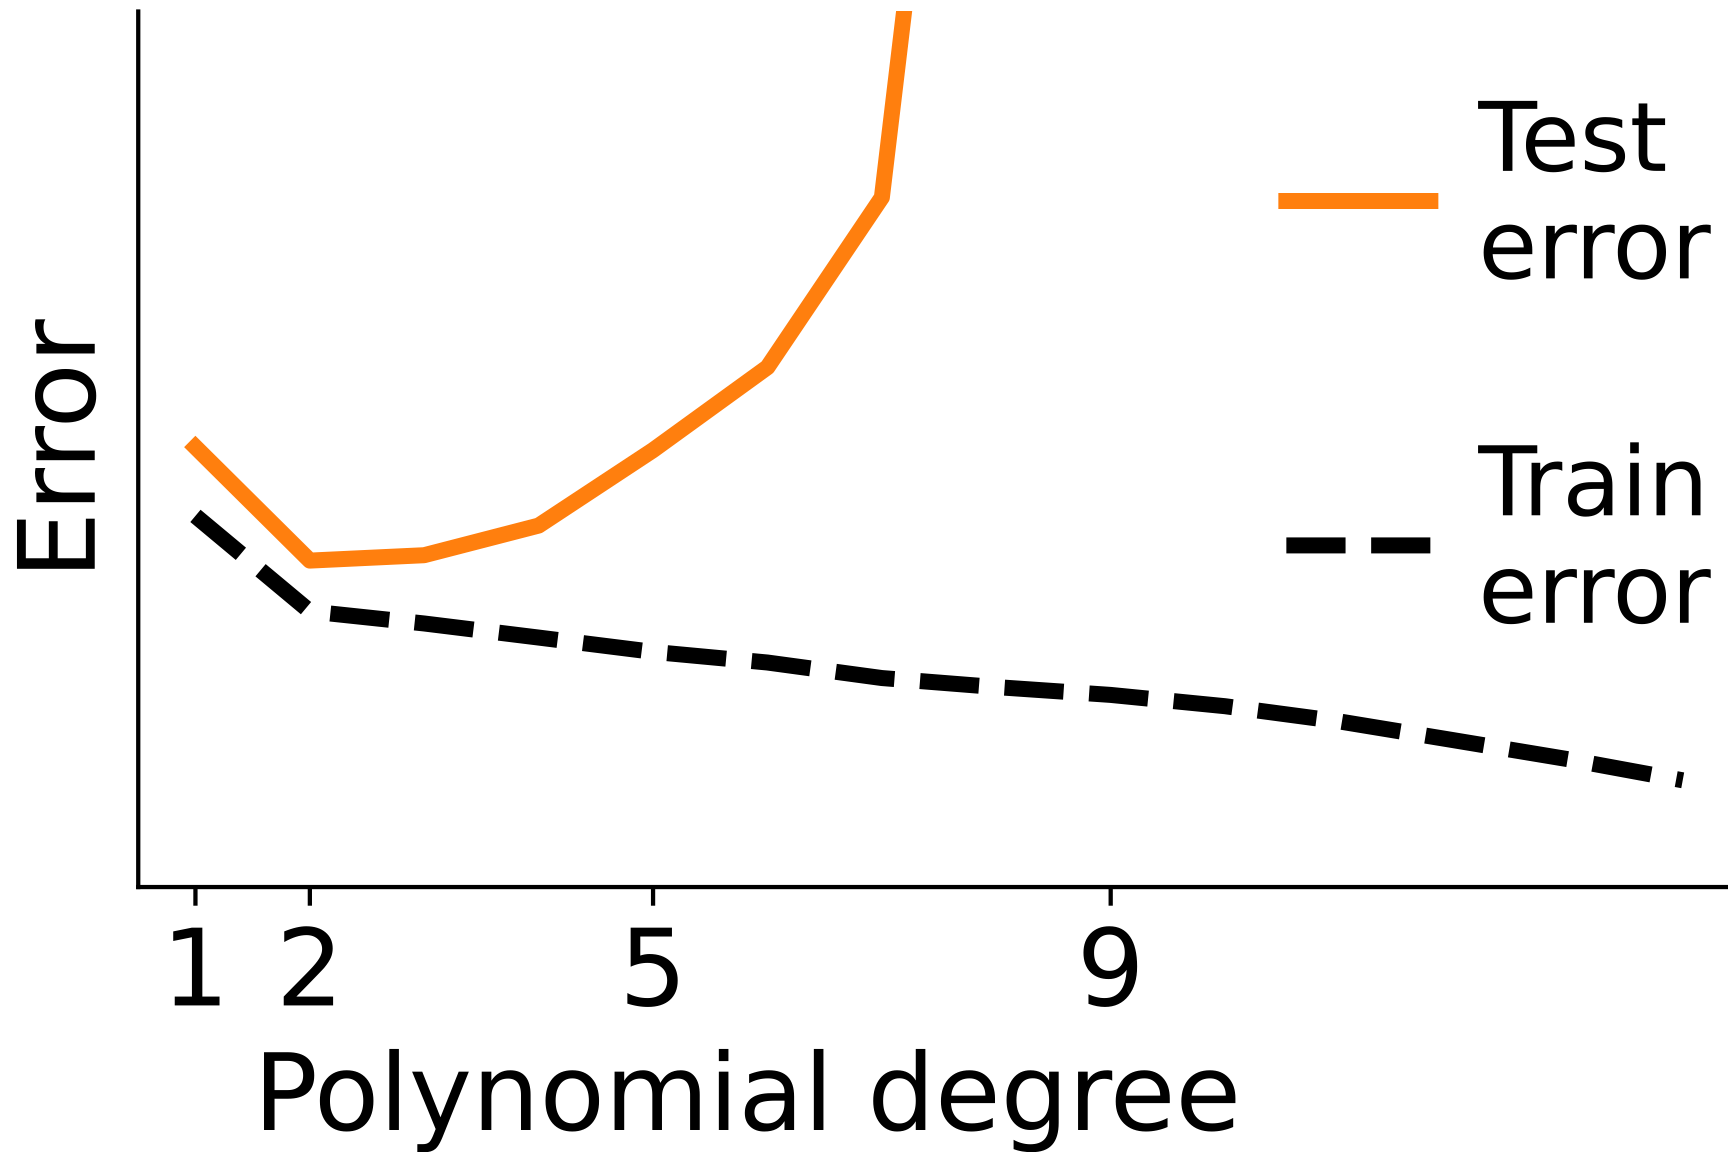 Test
error
Train
error
Error
1 2 5 9
Polynomial degree